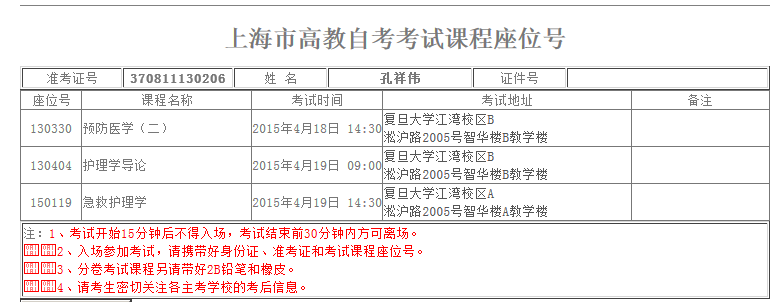 上海市高教自考考试课程座位号
准考证号 370811130206 姓 名 孔祥伟 证件号
座位号 课程名称 考试时间 考试地址 备注
130330 预防医学（二） 2015年4月18日 14:30 复旦大学江湾校区B
淞沪路2005号智华楼B教学楼
130404 护理学导论 2015年4月19日 09:00 复旦大学江湾校区B
淞沪路2005号智华楼B教学楼
150119 急救护理学 2015年4月19日 14:30 复旦大学江湾校区A
淞沪路2005号智华楼A教学楼
注：1、考试开始15分钟后不得入场，考试结束前30分钟内方可离场。
2、入场参加考试，请携带好身份证、准考证和考试课程座位号。
3、分卷考试课程另请带好2B铅笔和橡皮。
4、请考生密切关注各主考学校的考后信息。